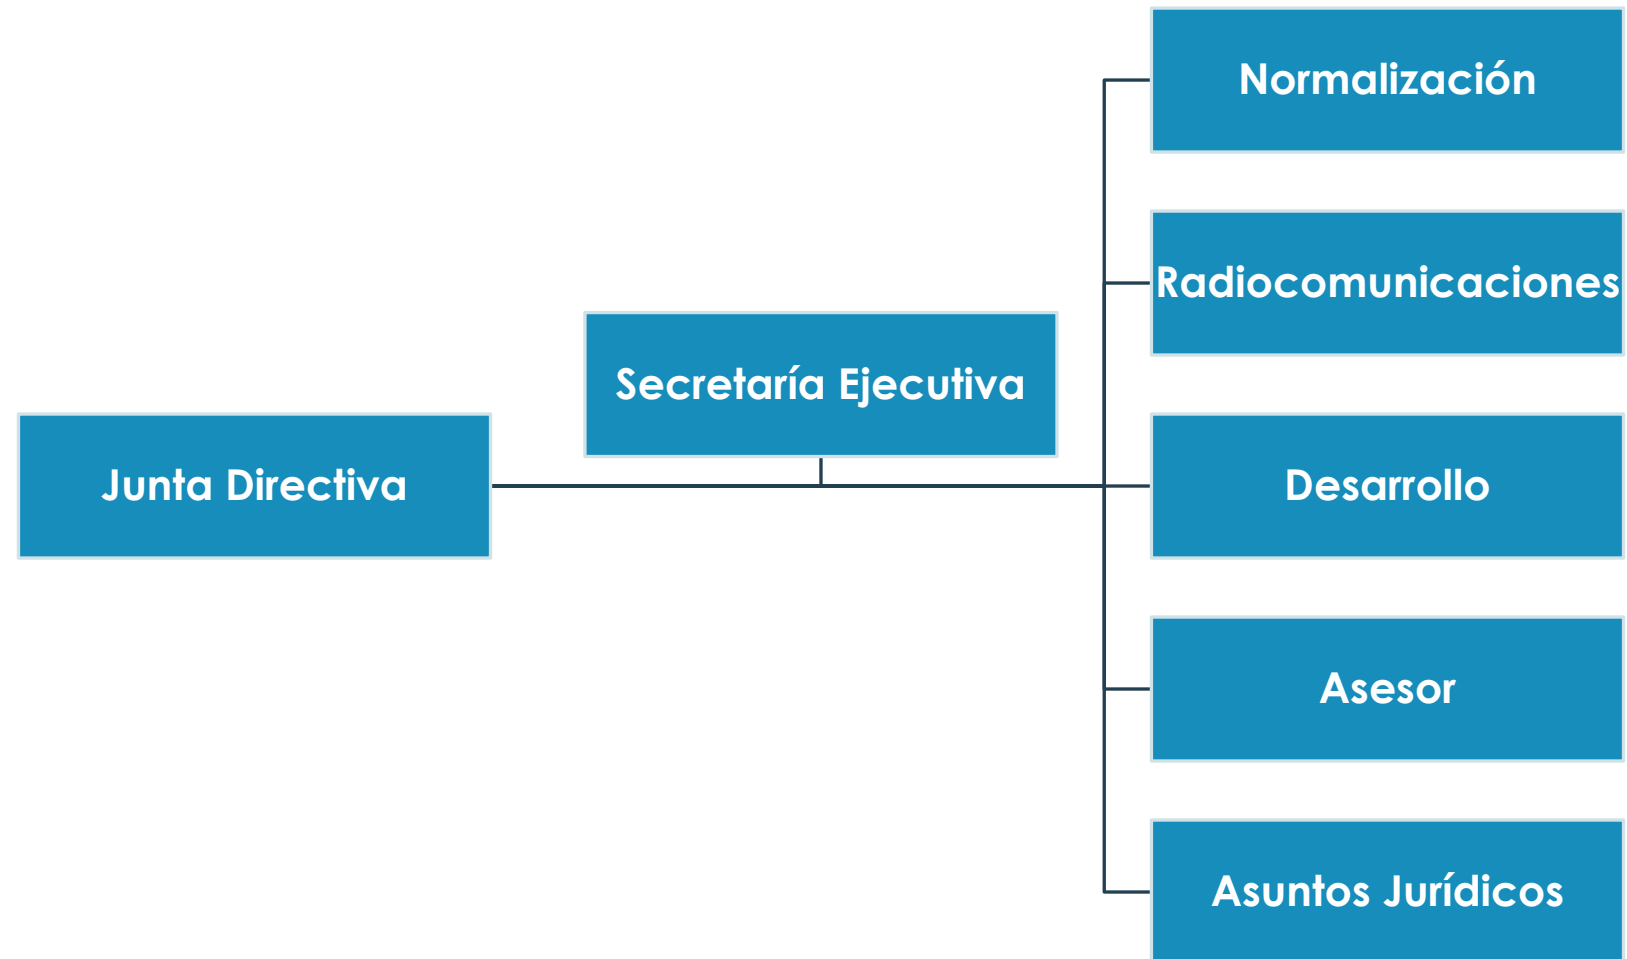 Normalización
Radiocomunicaciones
Secretaría Ejecutiva
Junta Directiva
Desarrollo
Asesor
Asuntos Jurídicos